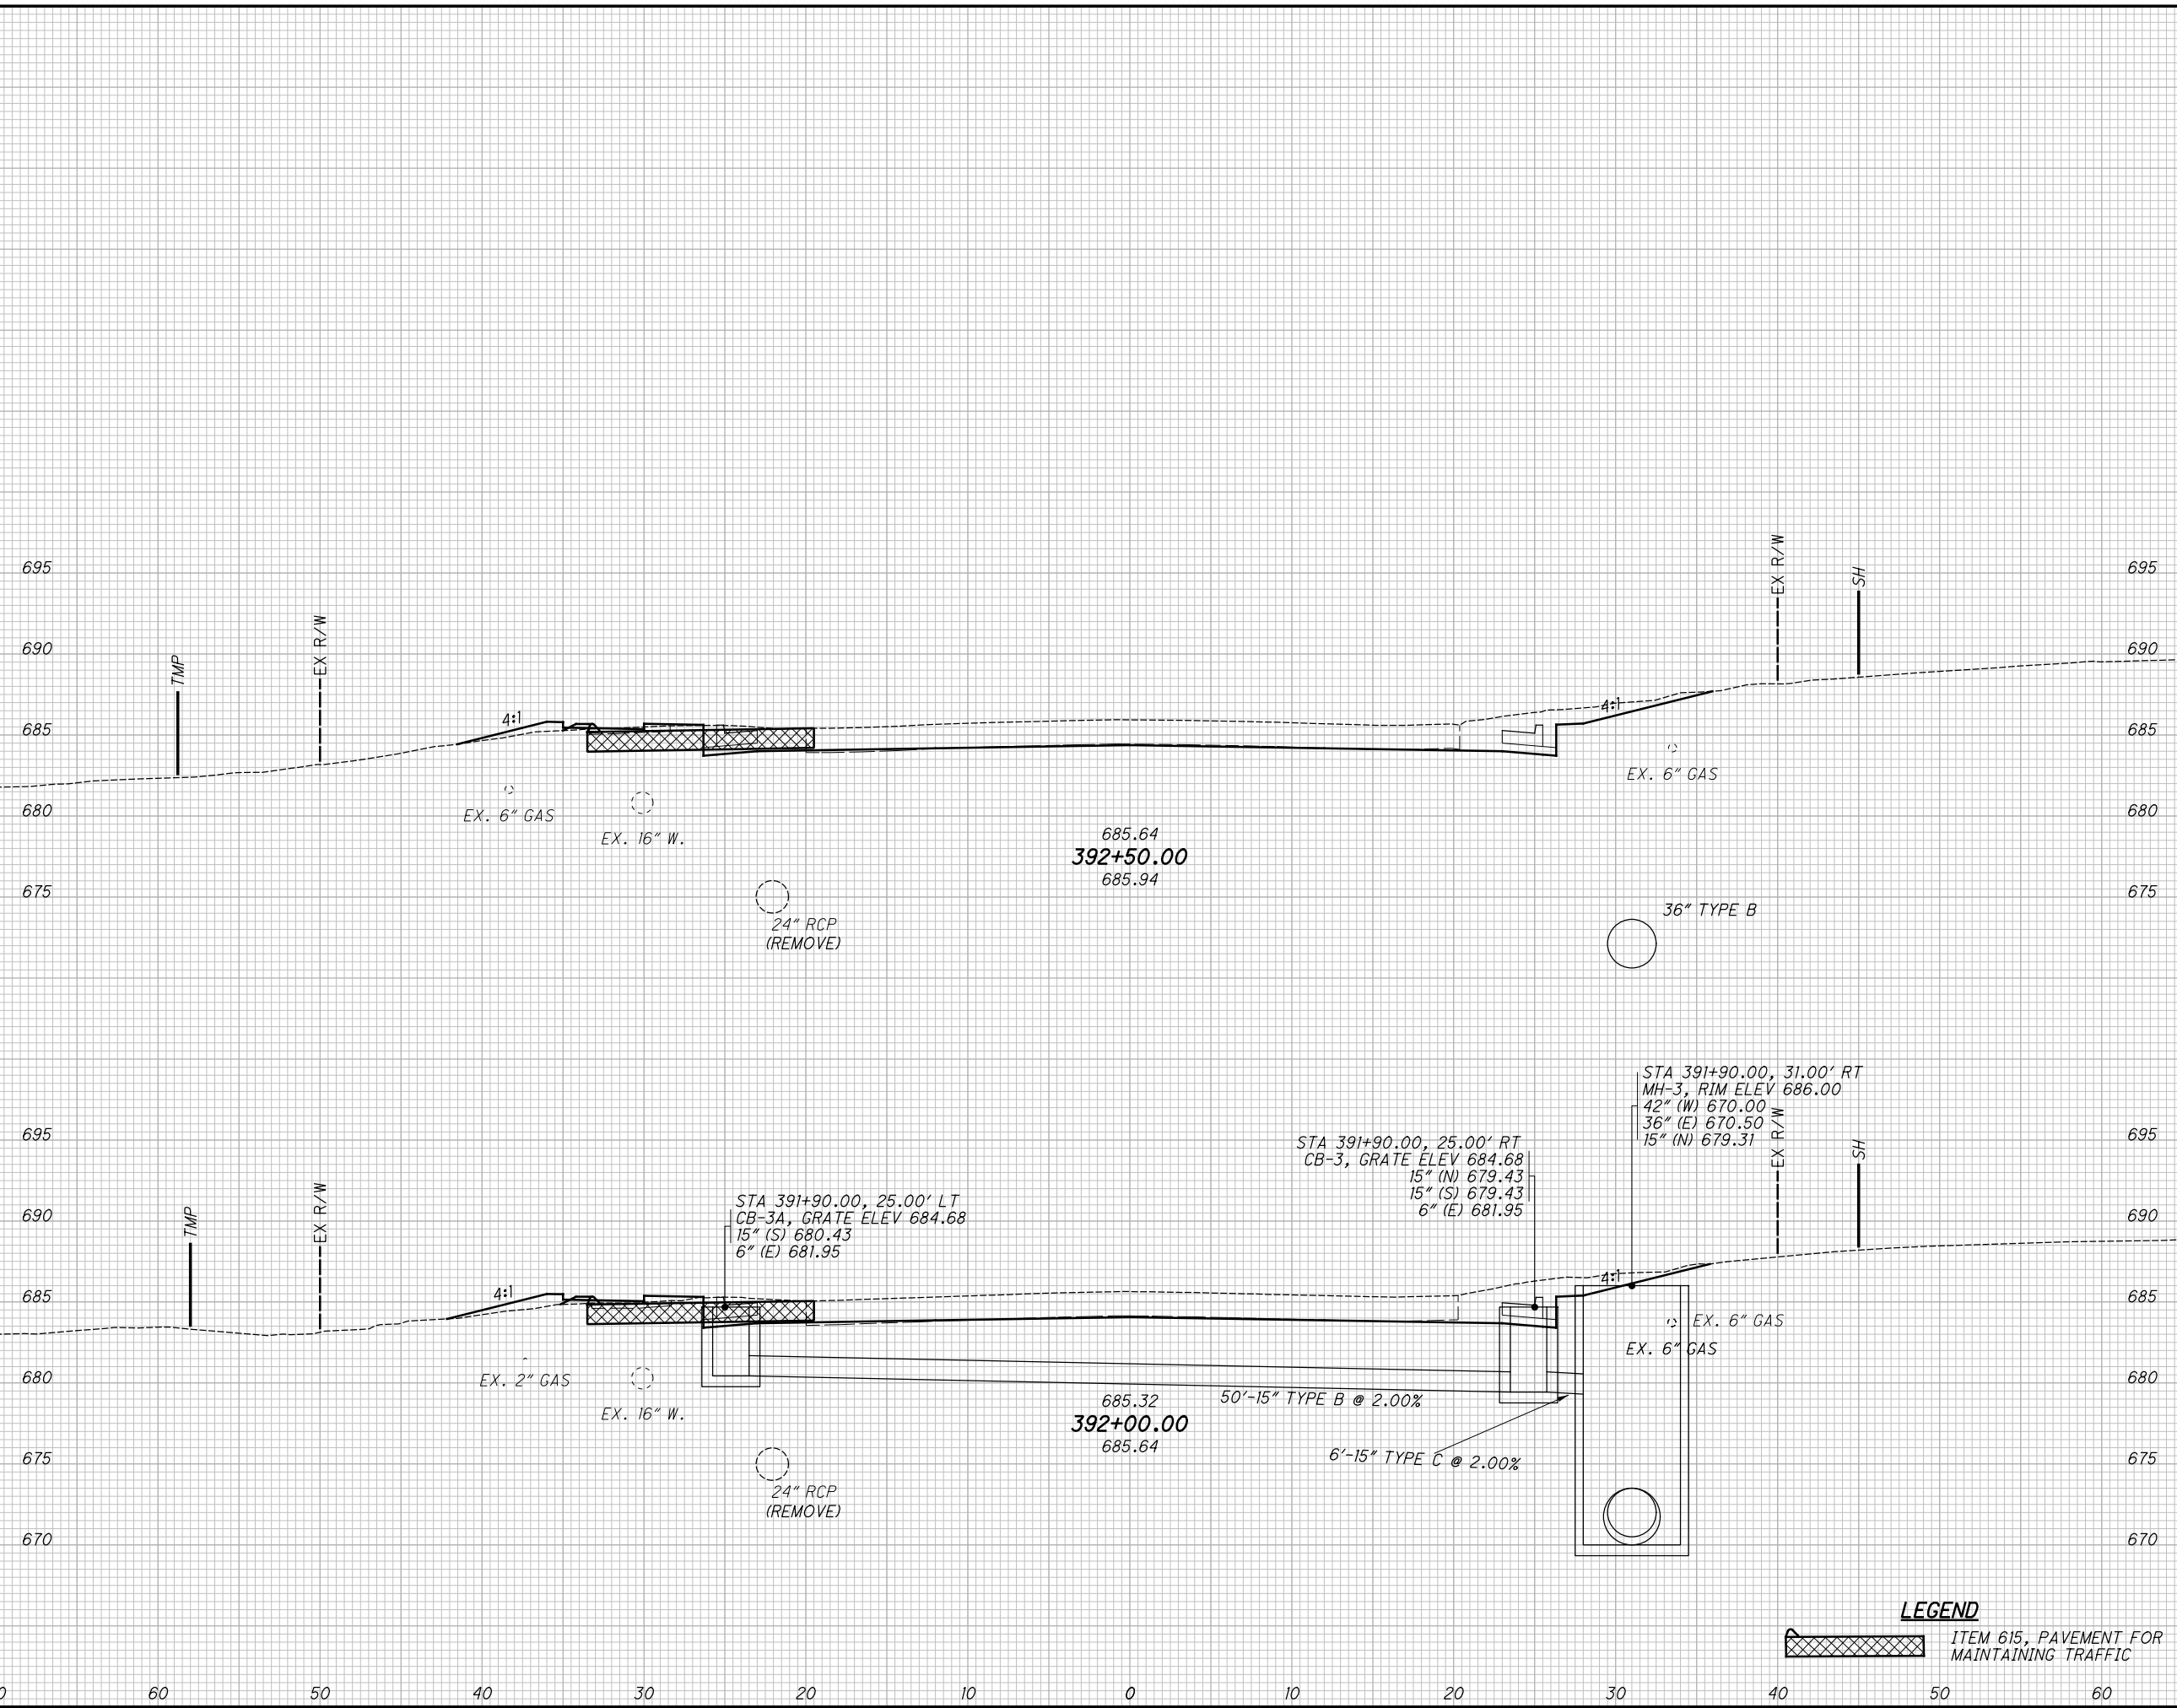 695
695
690
690
685
685
680
680
675
675
TMP
EX R/W
EX R/W
SH
4:1
4:1
EX. 6" GAS
EX. 16" W.
EX. 6" GAS
685.64
392+50.00
685.94
24" RCP
(REMOVE)
36" TYPE B
695
695
690
690
685
685
680
680
675
675
670
670
TMP
EX R/W
EX R/W
SH
STA 391+90.00, 31.00' RT
MH-3, RIM ELEV 686.00
42" (W) 670.00
36" (E) 670.50
15" (N) 679.31
STA 391+90.00, 25.00' RT
CB-3, GRATE ELEV 684.68
15" (N) 679.43
15" (S) 679.43
6" (E) 681.95
STA 391+90.00, 25.00' LT
CB-3A, GRATE ELEV 684.68
15" (S) 680.43
6" (E) 681.95
4:1
4:1
EX. 6" GAS
EX. 6" GAS
EX. 2" GAS
EX. 16" W.
50'-15" TYPE B @ 2.00%
6'-15" TYPE C @ 2.00%
685.32
392+00.00
685.64
24" RCP
(REMOVE)
LEGEND
ITEM 615, PAVEMENT FOR
MAINTAINING TRAFFIC
60 50 40 30 20 10 0 10 20 30 40 50 60